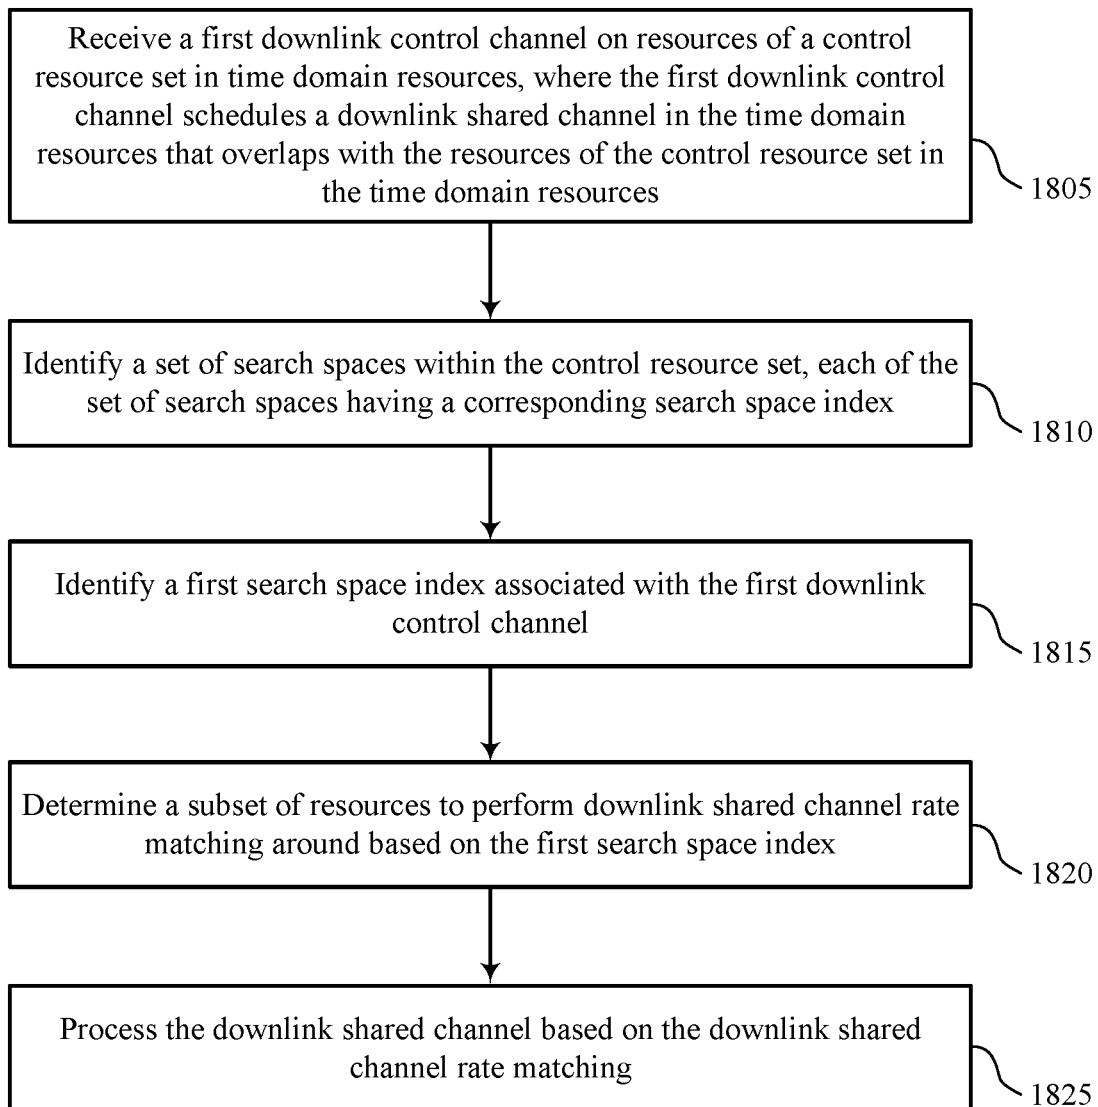 Receive a first downlink control channel on resources of a control
resource set in time domain resources, where the first downlink control
channel schedules a downlink shared channel in the time domain
resources that overlaps with the resources of the control resource set in
the time domain resources
1805
Identify a set of search spaces within the control resource set, each of the
set of search spaces having a corresponding search space index
1810
Identify a first search space index associated with the first downlink
control channel
1815
Determine a subset of resources to perform downlink shared channel rate
matching around based on the first search space index
1820
Process the downlink shared channel based on the downlink shared
channel rate matching
1825